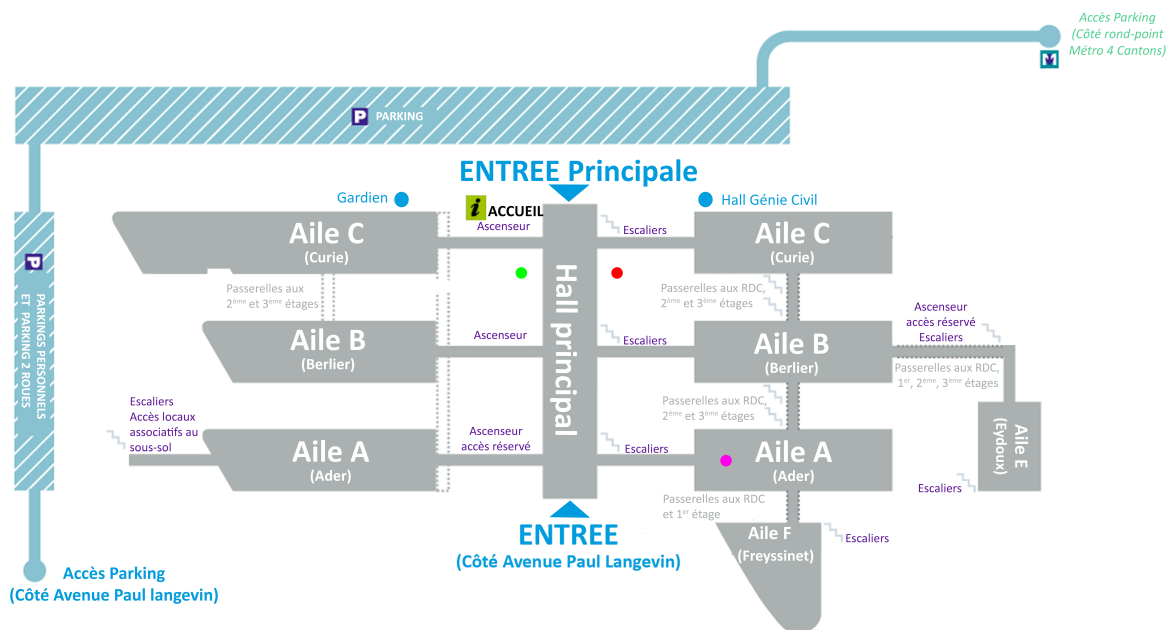 Accès Parking
(Côté rond-point
Métro 4 Cantons)
P PARKING
ENTREE Principale
Gardien
i ACCUEIL
Hall Génie Civil
Aile C
(Curie)
Ascenseur
Escaliers
Aile C
(Curie)
Hall principal
P
PARKINGS PERSONNELS
ET PARKING 2 ROUES
Passerelles aux
2ème et 3ème étages
Passerelles aux RDC,
2ème et 3ème étages
Aile B
(Berlier)
Ascenseur
Escaliers
Aile B
(Berlier)
Ascenseur
accès réservé
Escaliers
Passerelles aux RDC,
1er, 2ème, 3ème étages
Passerelles aux RDC,
2ème et 3ème étages
Escaliers
Accès locaux
associatifs au
sous-sol
Aile A
(Ader)
Ascenseur
accès réservé
Escaliers
Aile A
(Ader)
Aile E
(Eydoux)
Escaliers
Passerelles aux RDC
et 1er étage
ENTREE
(Côté Avenue Paul Langevin)
Aile F
(Freyssinet)
Escaliers
Accès Parking
(Côté Avenue Paul langevin)